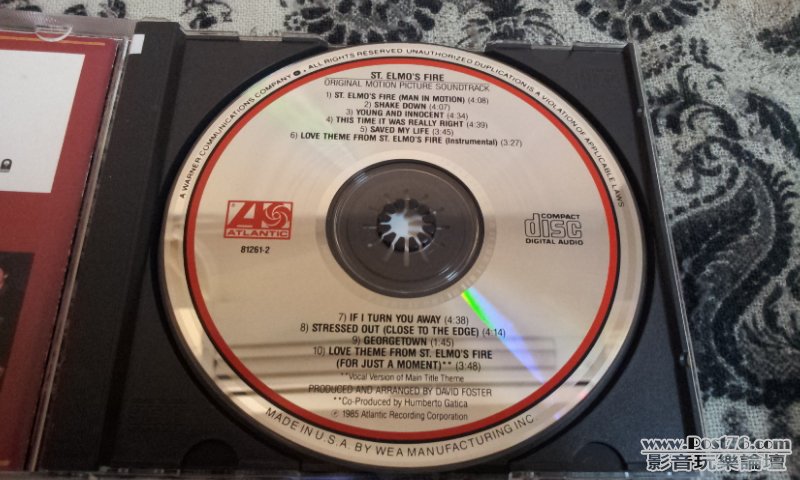 A WARNER COMMUNICATIONS COMPANY • ALL RIGHTS RESERVED. UNAUTHORIZED DUPLICATION IS A VIOLATION OF APPLICABLE LAWS
ST. ELMO'S FIRE
ORIGINAL MOTION PICTURE SOUNDTRACK
1) ST. ELMO'S FIRE (MAN IN MOTION) (4:08)
2) SHAKE DOWN (4:07)
3) YOUNG AND INNOCENT (4:34)
4) THIS TIME IT WAS REALLY RIGHT (4:39)
5) SAVED MY LIFE (3:45)
6) LOVE THEME FROM ST. ELMO'S FIRE (Instrumental) (3:27)
ATLANTIC
81261-2
COMPACT
disc
DIGITAL AUDIO
7) IF I TURN YOU AWAY (4:38)
8) STRESSED OUT (CLOSE TO THE EDGE) (4:14)
9) GEORGETOWN (1:45)
10) LOVE THEME FROM ST. ELMO'S FIRE
(FOR JUST A MOMENT)** (3:48)
**Vocal Version of Main Title Theme
PRODUCED AND ARRANGED BY DAVID FOSTER
**Co-Produced by Humberto Gatica
℗ 1985 Atlantic Recording Corporation
MADE IN U.S.A. BY WEA MANUFACTURING INC.
www.Post76.com
影音玩樂論壇